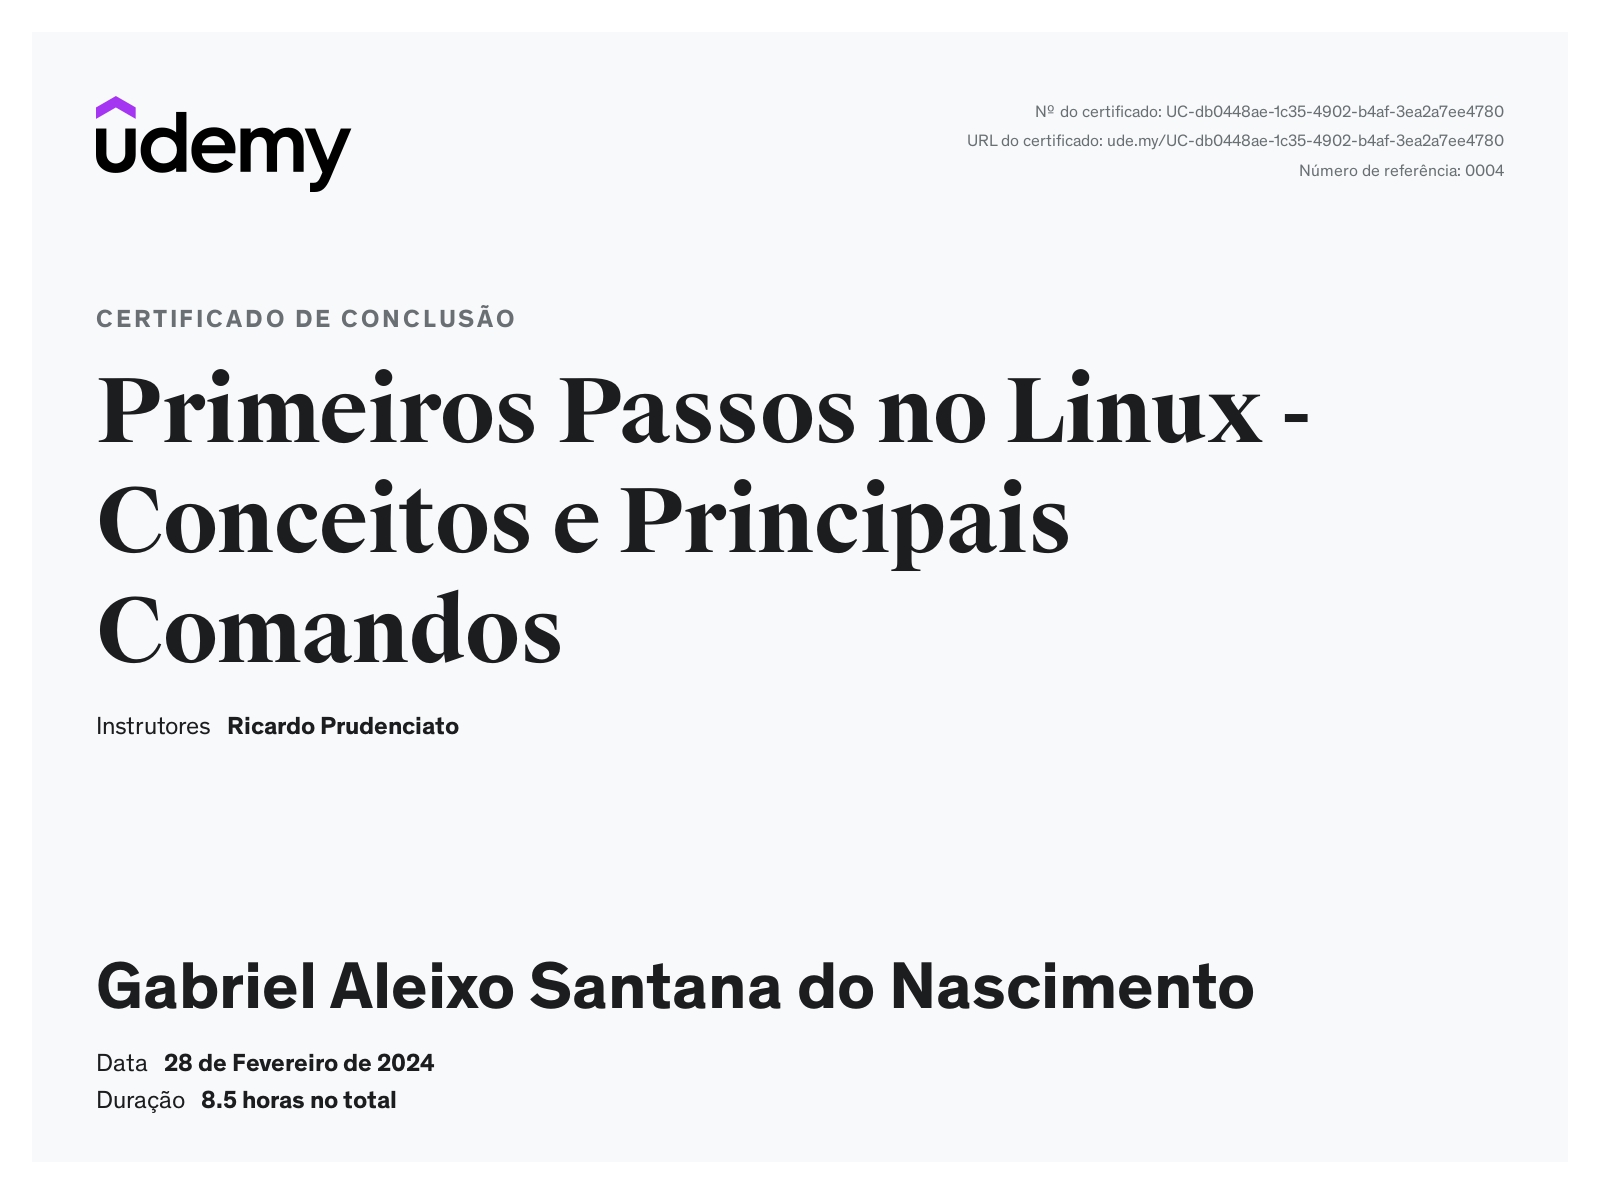 udemy
Nº do certificado: UC-db0448ae-1c35-4902-b4af-3ea2a7ee4780
URL do certificado: ude.my/UC-db0448ae-1c35-4902-b4af-3ea2a7ee4780
Número de referência: 0004
CERTIFICADO DE CONCLUSÃO
Primeiros Passos no Linux -
Conceitos e Principais
Comandos
Instrutores Ricardo Prudenciato
Gabriel Aleixo Santana do Nascimento
Data 28 de Fevereiro de 2024
Duração 8.5 horas no total